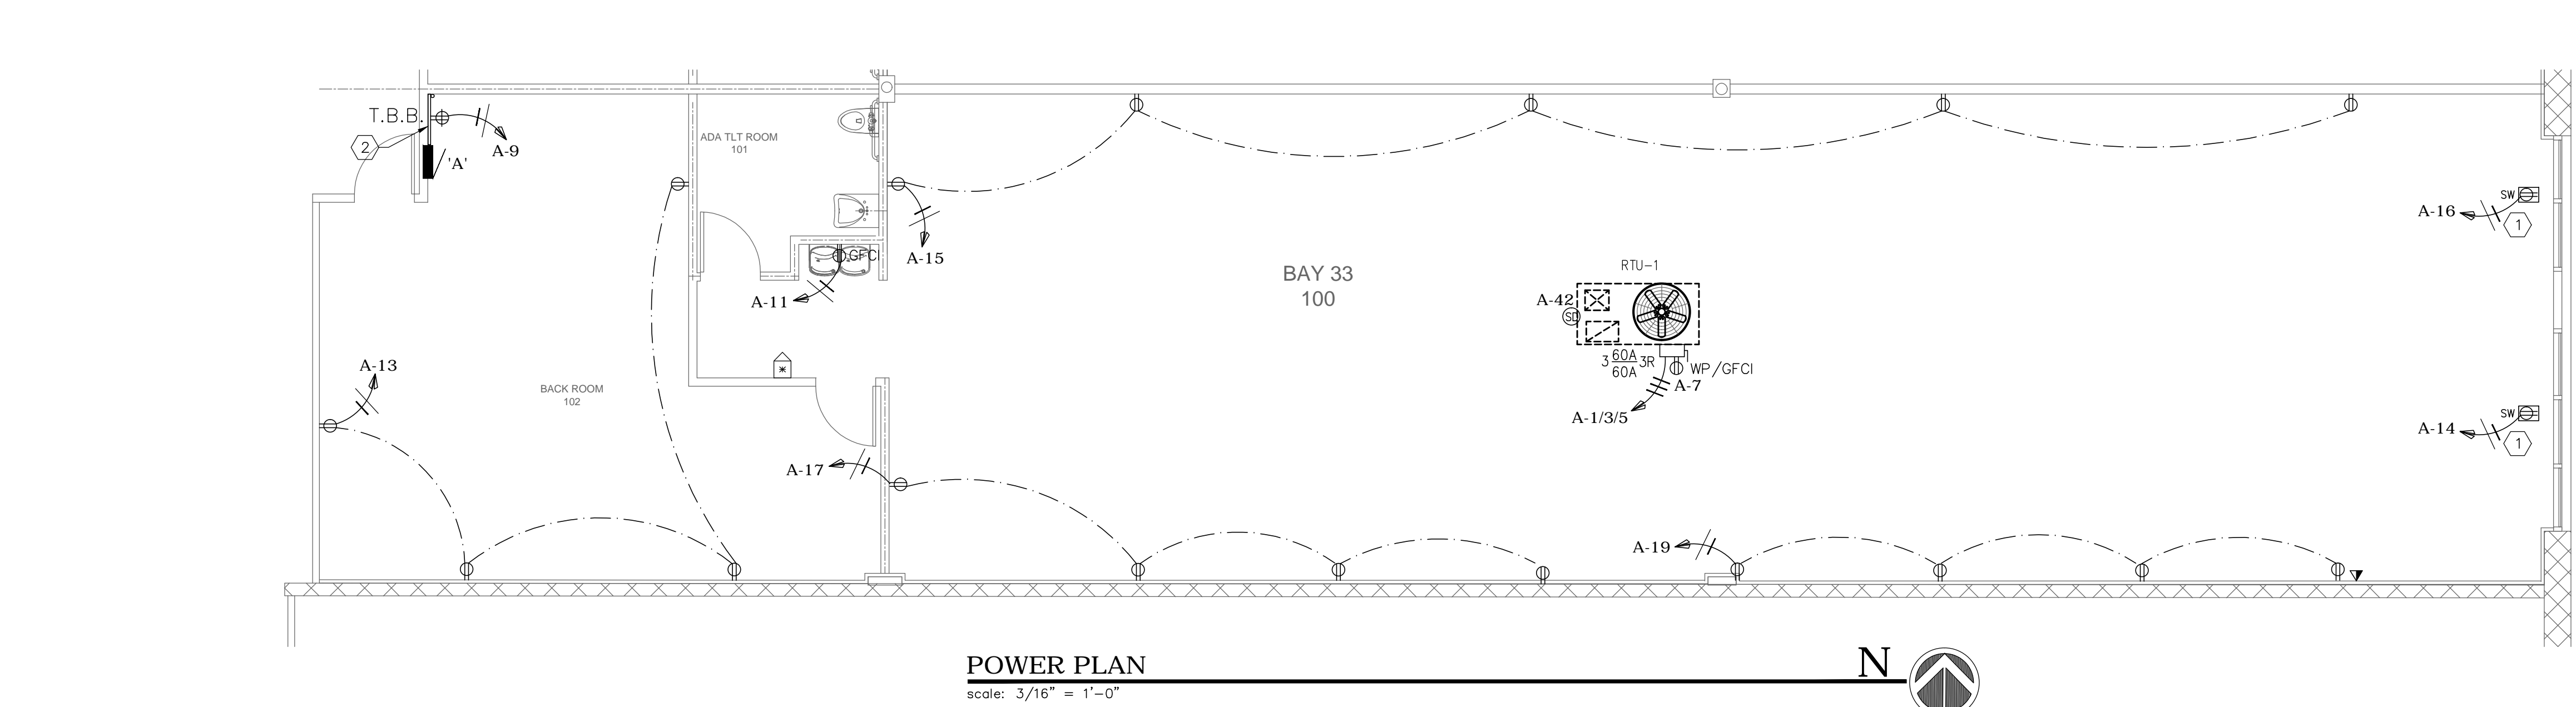 T.B.B.
2
A-9
'A'
ADA TLT ROOM
101
GFCI
A-11
A-15
BAY 33
100
RTU-1
A-42
SD
3 60A 3R
60A
WP/GFCI
A-7
A-1/3/5
SW
A-16
1
SW
A-14
1
A-13
BACK ROOM
102
A-17
A-19
POWER PLAN
N
scale: 3/16" = 1'-0"